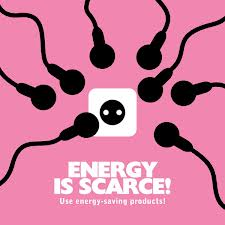 ENERGY
IS SCARCE!
Use energy-saving products!